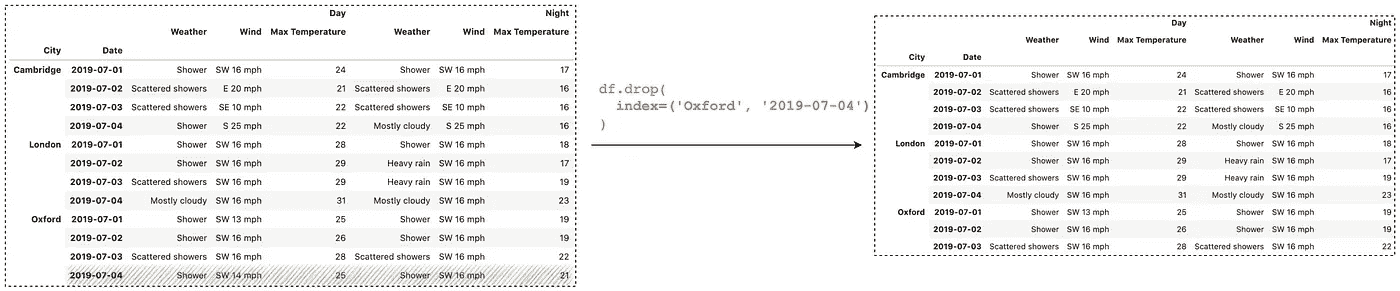 Day Night
Weather Wind Max Temperature Weather Wind Max Temperature
City Date
Cambridge 2019-07-01 Shower SW 16 mph 24 Shower SW 16 mph 17
2019-07-02 Scattered showers E 20 mph 21 Scattered showers E 20 mph 16
2019-07-03 Scattered showers SE 10 mph 22 Scattered showers SE 10 mph 16
2019-07-04 Shower S 25 mph 22 Mostly cloudy S 25 mph 16
London 2019-07-01 Shower SW 16 mph 28 Shower SW 16 mph 18
2019-07-02 Shower SW 16 mph 29 Heavy rain SW 16 mph 17
2019-07-03 Scattered showers SW 16 mph 29 Heavy rain SW 16 mph 19
2019-07-04 Mostly cloudy SW 16 mph 31 Mostly cloudy SW 16 mph 23
Oxford 2019-07-01 Shower SW 13 mph 25 Shower SW 16 mph 19
2019-07-02 Shower SW 16 mph 26 Shower SW 16 mph 19
2019-07-03 Scattered showers SW 16 mph 28 Scattered showers SW 16 mph 22
2019-07-04 Shower SW 14 mph 25 Shower SW 16 mph 21
df.drop(
index=('Oxford', '2019-07-04')
)
Day Night
Weather Wind Max Temperature Weather Wind Max Temperature
City Date
Cambridge 2019-07-01 Shower SW 16 mph 24 Shower SW 16 mph 17
2019-07-02 Scattered showers E 20 mph 21 Scattered showers E 20 mph 16
2019-07-03 Scattered showers SE 10 mph 22 Scattered showers SE 10 mph 16
2019-07-04 Shower S 25 mph 22 Mostly cloudy S 25 mph 16
London 2019-07-01 Shower SW 16 mph 28 Shower SW 16 mph 18
2019-07-02 Shower SW 16 mph 29 Heavy rain SW 16 mph 17
2019-07-03 Scattered showers SW 16 mph 29 Heavy rain SW 16 mph 19
2019-07-04 Mostly cloudy SW 16 mph 31 Mostly cloudy SW 16 mph 23
Oxford 2019-07-01 Shower SW 13 mph 25 Shower SW 16 mph 19
2019-07-02 Shower SW 16 mph 26 Shower SW 16 mph 19
2019-07-03 Scattered showers SW 16 mph 28 Scattered showers SW 16 mph 22